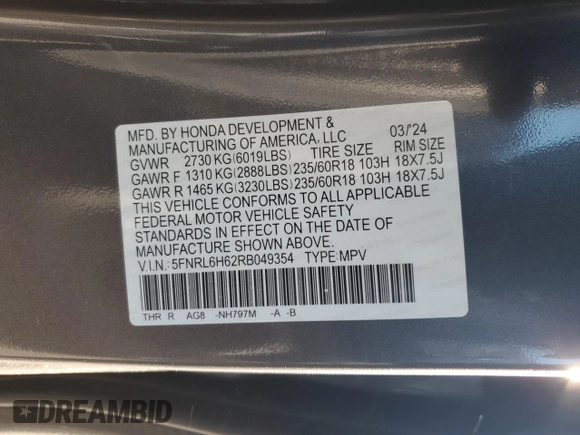 MFD. BY HONDA DEVELOPMENT &
MANUFACTURING OF AMERICA, LLC 03/'24
GVWR 2730 KG(6019LBS) TIRE SIZE RIM SIZE
GAWR F 1310 KG(2888LBS)235/60R18 103H 18X7.5J
GAWR R 1465 KG(3230LBS)235/60R18 103H 18X7.5J
THIS VEHICLE CONFORMS TO ALL APPLICABLE
FEDERAL MOTOR VEHICLE SAFETY
STANDARDS IN EFFECT ON THE DATE OF
MANUFACTURE SHOWN ABOVE.
V.I.N.: 5FNRL6H62RB049354 TYPE:MPV
THR R AG8 -NH797M -A -B
DREAMBID